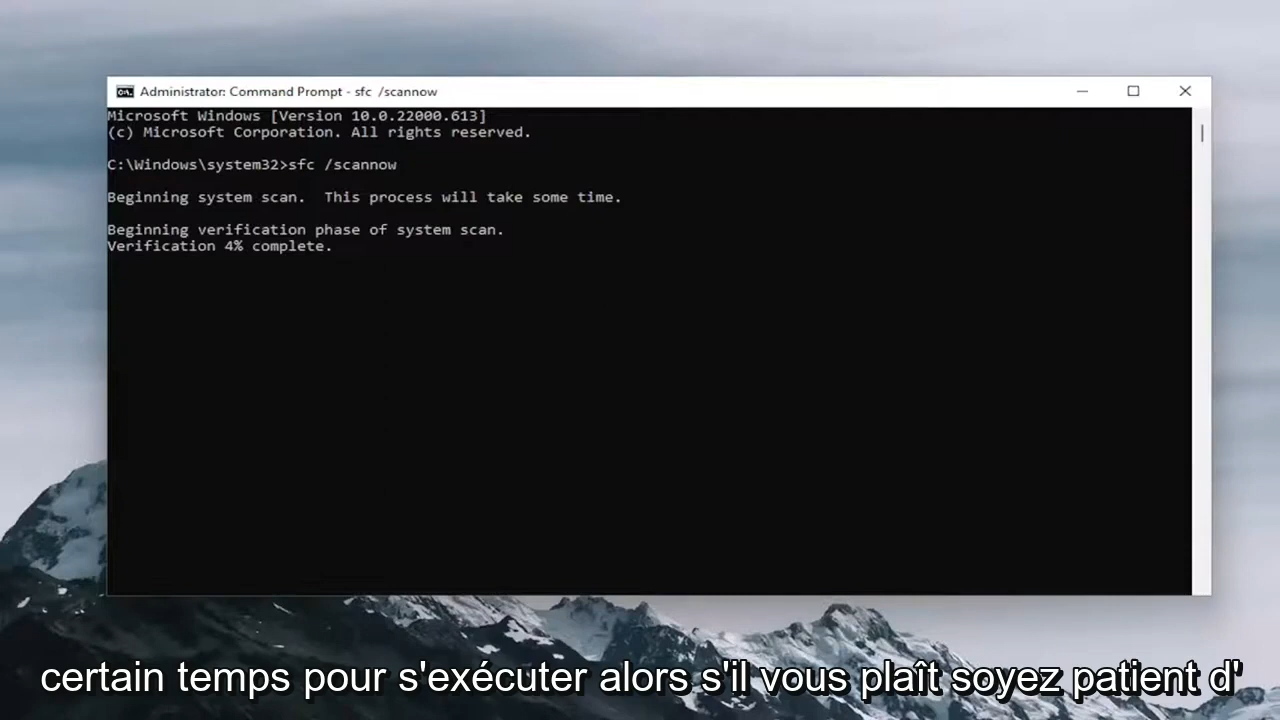 Administrator: Command Prompt - sfc /scannow
Microsoft Windows [Version 10.0.22000.613]
(c) Microsoft Corporation. All rights reserved.
C:\Windows\system32>sfc /scannow
Beginning system scan.  This process will take some time.
Beginning verification phase of system scan.
Verification 4% complete.
certain temps pour s'exécuter alors s'il vous plaît soyez patient d'